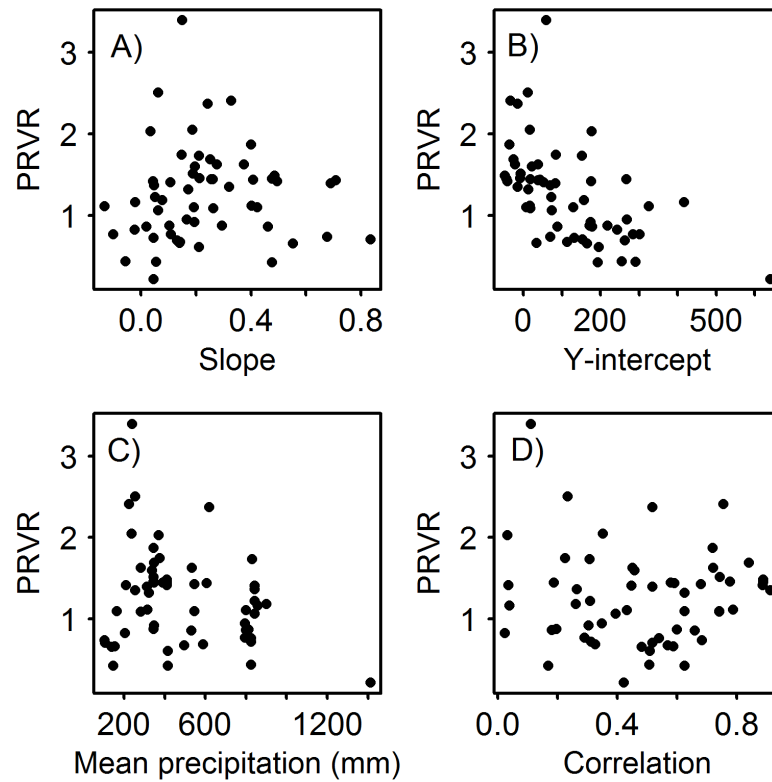 A)
B)
PRVR
3
2
1
PRVR
3
2
1
0.0 0.4 0.8
0 200 500
Slope
Y-intercept
C)
D)
PRVR
3
2
1
PRVR
3
2
1
200 600 1200
0.0 0.4 0.8
Mean precipitation (mm)
Correlation